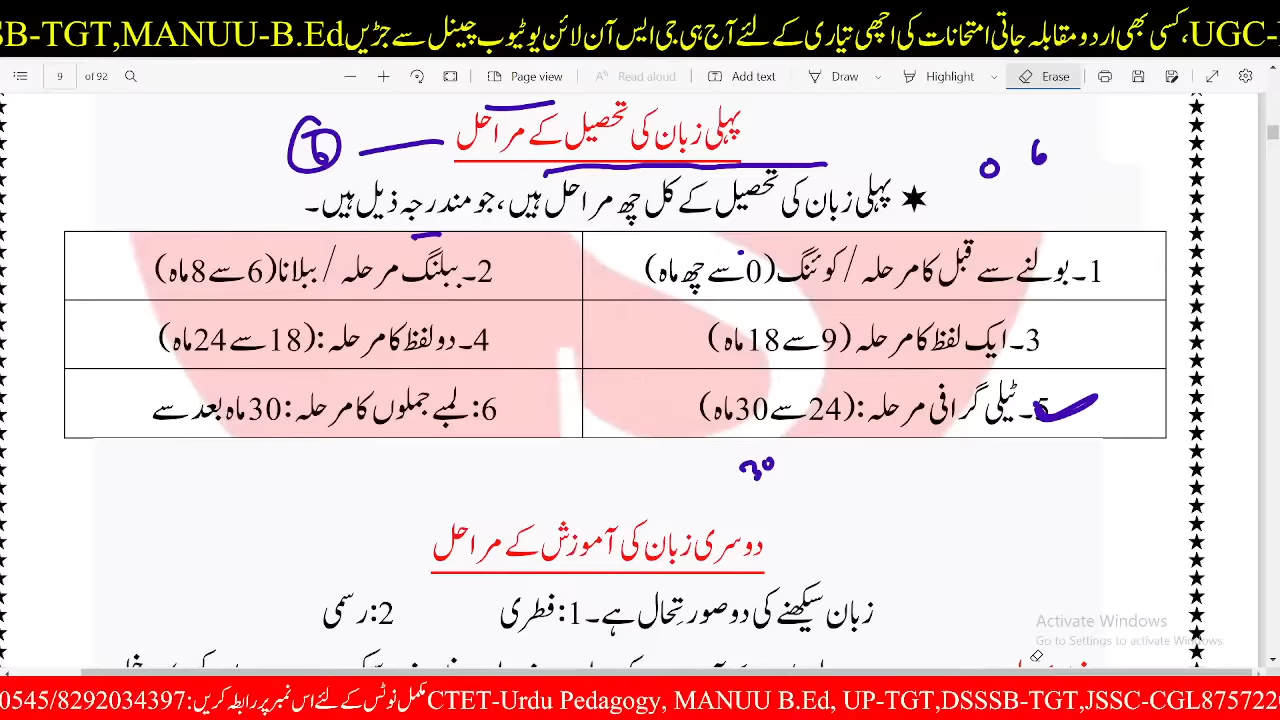 UGC-، کسی بھی اردو مقابلہ جاتی امتحانات کی اچھی تیاری کے لئے آج ہی جی ایس آن لائن یوٹیوب چینل سے جڑیں SB-TGT,MANUU-B.Ed
9 of 92 Page view Read aloud Add text Draw Highlight Erase
پہلی زبان کی تحصیل کے مراحل
6
0 6
★ پہلی زبان کی تحصیل کے کل چھ مراحل ہیں، جو مندرجہ ذیل ہیں۔
1۔ بولنے سے قبل کا مرحلہ / کوئنگ (0 سے چھ ماہ)
2۔ ببلنگ مرحلہ / ببلانا (6 سے 8 ماہ)
3۔ ایک لفظ کا مرحلہ (9 سے 18 ماہ)
4۔ دو لفظ کا مرحلہ: (18 سے 24 ماہ)
5۔ ٹیلی گرافی مرحلہ: (24 سے 30 ماہ)
6: لمبے جملوں کا مرحلہ: 30 ماہ بعد سے
30
دوسری زبان کی آموزش کے مراحل
زبان سیکھنے کی دو صورتِحال ہے۔ 1: فطری 2: رسمی
Activate Windows
Go to Settings to activate Windows.
CTET-Urdu Pedagogy, MANUU B.Ed, UP-TGT,DSSSB-TGT,JSSC-CGL875722 مکمل نوٹس کے لئے اس نمبر پر رابطہ کریں: 0545/8292034397